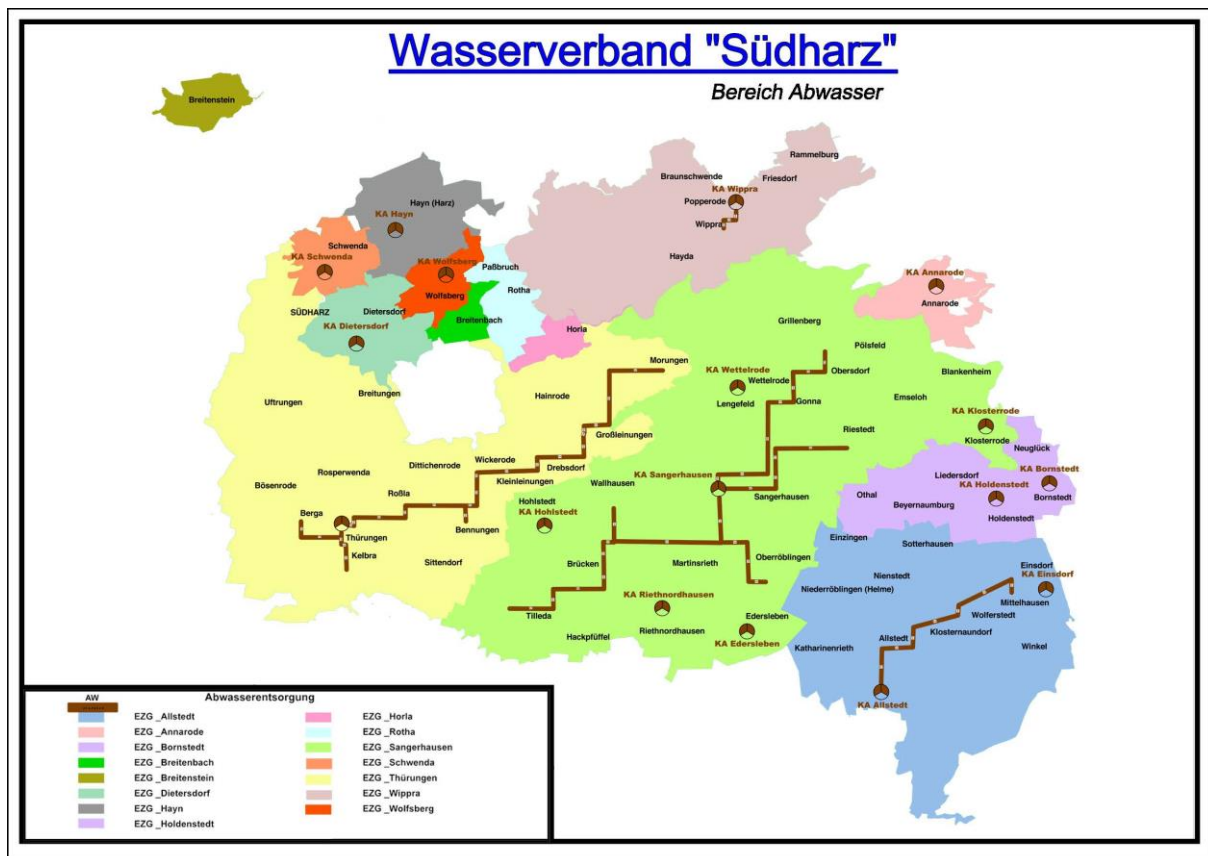 Wasserverband "Südharz"
Bereich Abwasser
Breitenstein
Rammelburg
Braunschwende
Friesdorf
KA Wippra
Popperode
Wippra
Hayda
Hayn (Harz)
KA Hayn
Schwenda
KA Schwenda
KA Wolfsberg
Wolfsberg
Paßbruch
Rotha
SÜDHARZ
Dietersdorf
KA Dietersdorf
Breitenbach
Horla
KA Annarode
Annarode
Grillenberg
Pölsfeld
Morungen
KA Wettelrode
Wettelrode
Obersdorf
Blankenheim
Breitungen
Uftrungen
Hainrode
Lengefeld
Gonna
Emseloh
KA Klosterrode
Klosterrode
Großleinungen
Riestedt
Neuglück
Dittichenrode
Wickerode
Drebsdorf
Rosperwenda
Kleinleinungen
KA Sangerhausen
Liedersdorf
KA Bornstedt
Bösenrode
Wallhausen
Roßla
Hohlstedt
Sangerhausen
Othal
KA Holdenstedt
Bornstedt
Beyernaumburg
Berga
KA Hohlstedt
Holdenstedt
Bennungen
Thürungen
Einzingen
Sotterhausen
Kelbra
Sittendorf
Brücken
Martinsrieth
Oberröblingen
Einsdorf
KA Einsdorf
Nienstedt
Niederröblingen (Helme)
KA Riethnordhausen
Mittelhausen
Tilleda
Edersleben
Wolferstedt
Riethnordhausen
Hackpfüffel
KA Edersleben
Allstedt
Klosternaundorf
Katharinenrieth
Winkel
KA Allstedt
AW
Abwasserentsorgung
EZG _Allstedt
EZG _Annarode
EZG _Bornstedt
EZG _Breitenbach
EZG _Breitenstein
EZG _Dietersdorf
EZG _Hayn
EZG _Holdenstedt
EZG _Horla
EZG _Rotha
EZG _Sangerhausen
EZG _Schwenda
EZG _Thürungen
EZG _Wippra
EZG _Wolfsberg